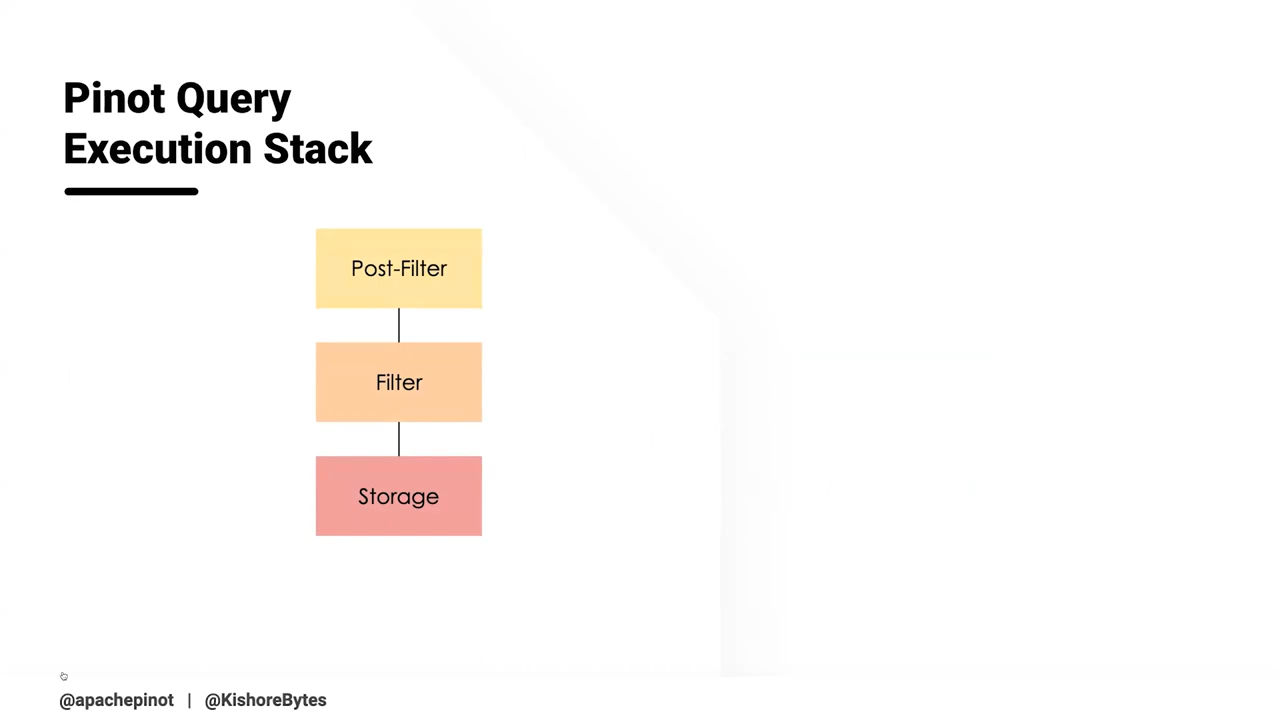 Pinot Query
Execution Stack
Post-Filter
Filter
Storage
@apachepinot | @KishoreBytes